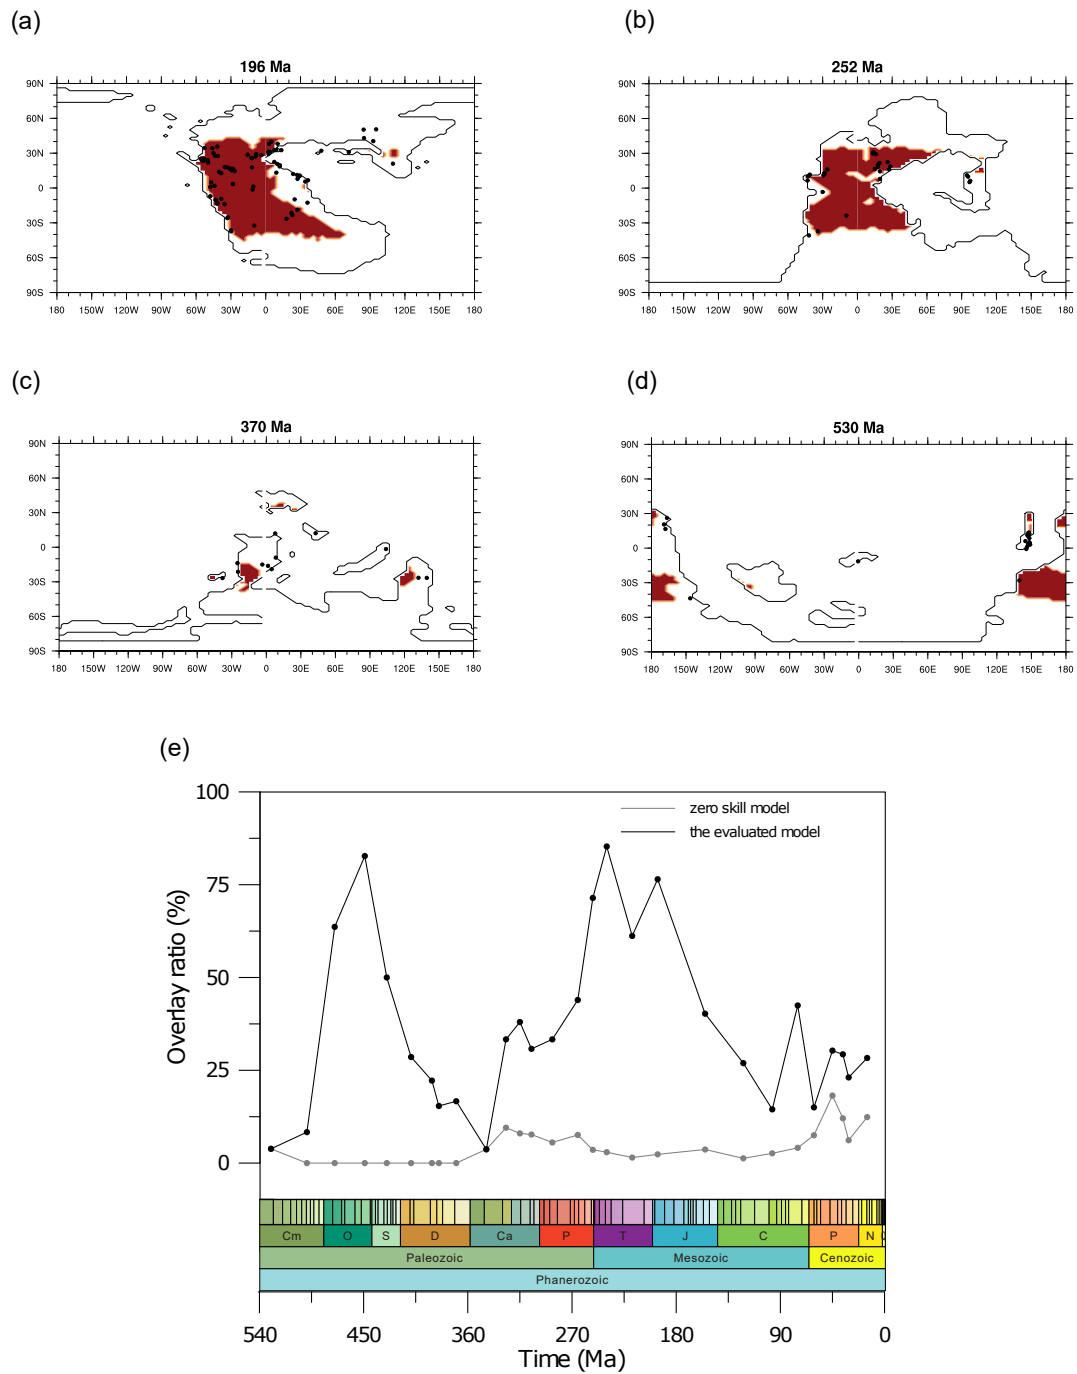 (a)
(b)
196 Ma
252 Ma
90N
60N
30N
0
30S
60S
90S
180 150W 120W 90W 60W 30W 0 30E 60E 90E 120E 150E 180
90N
60N
30N
0
30S
60S
90S
180 150W 120W 90W 60W 30W 0 30E 60E 90E 120E 150E 180
(c)
(d)
370 Ma
530 Ma
90N
60N
30N
0
30S
60S
90S
180 150W 120W 90W 60W 30W 0 30E 60E 90E 120E 150E 180
90N
60N
30N
0
30S
60S
90S
180 150W 120W 90W 60W 30W 0 30E 60E 90E 120E 150E 180
(e)
100
75
50
25
0
Overlay ratio (%)
zero skill model
the evaluated model
Cm O S D Ca P T J C P N
Paleozoic Mesozoic Cenozoic
Phanerozoic
540 450 360 270 180 90 0
Time (Ma)